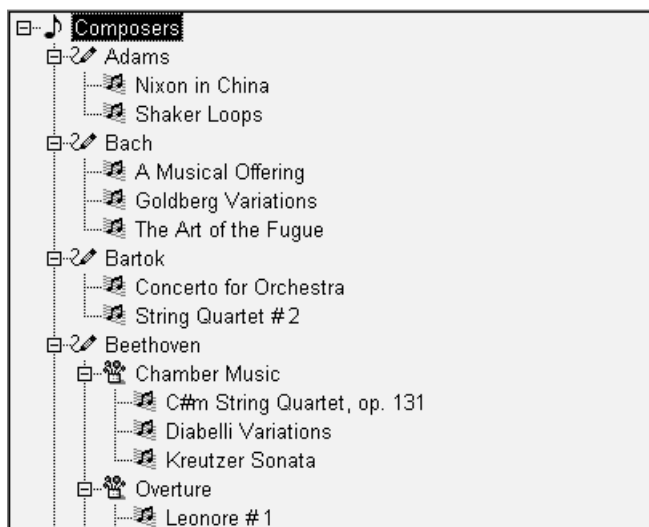 Composers
Adams
Nixon in China
Shaker Loops
Bach
A Musical Offering
Goldberg Variations
The Art of the Fugue
Bartok
Concerto for Orchestra
String Quartet #2
Beethoven
Chamber Music
C#m String Quartet, op. 131
Diabelli Variations
Kreutzer Sonata
Overture
Leonore #1